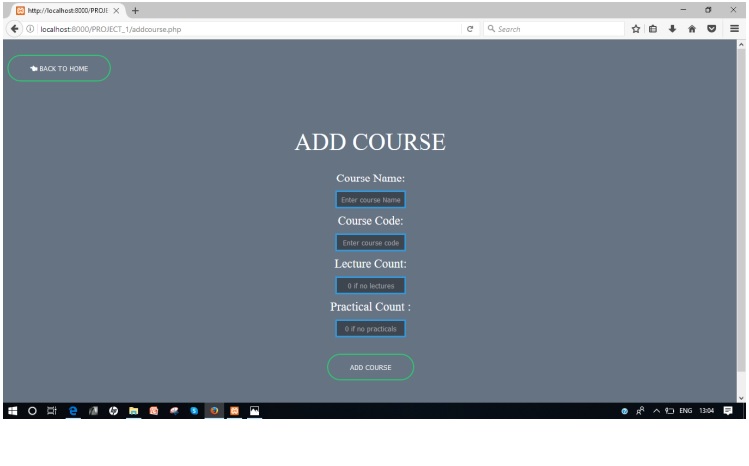 http://localhost:8000/PROJE
localhost:8000/PROJECT_1/addcourse.php
Search
BACK TO HOME
ADD COURSE
Course Name:
Enter course Name
Course Code:
Enter course code
Lecture Count:
0 if no lectures
Practical Count :
0 if no practicals
ADD COURSE
ENG 13:04